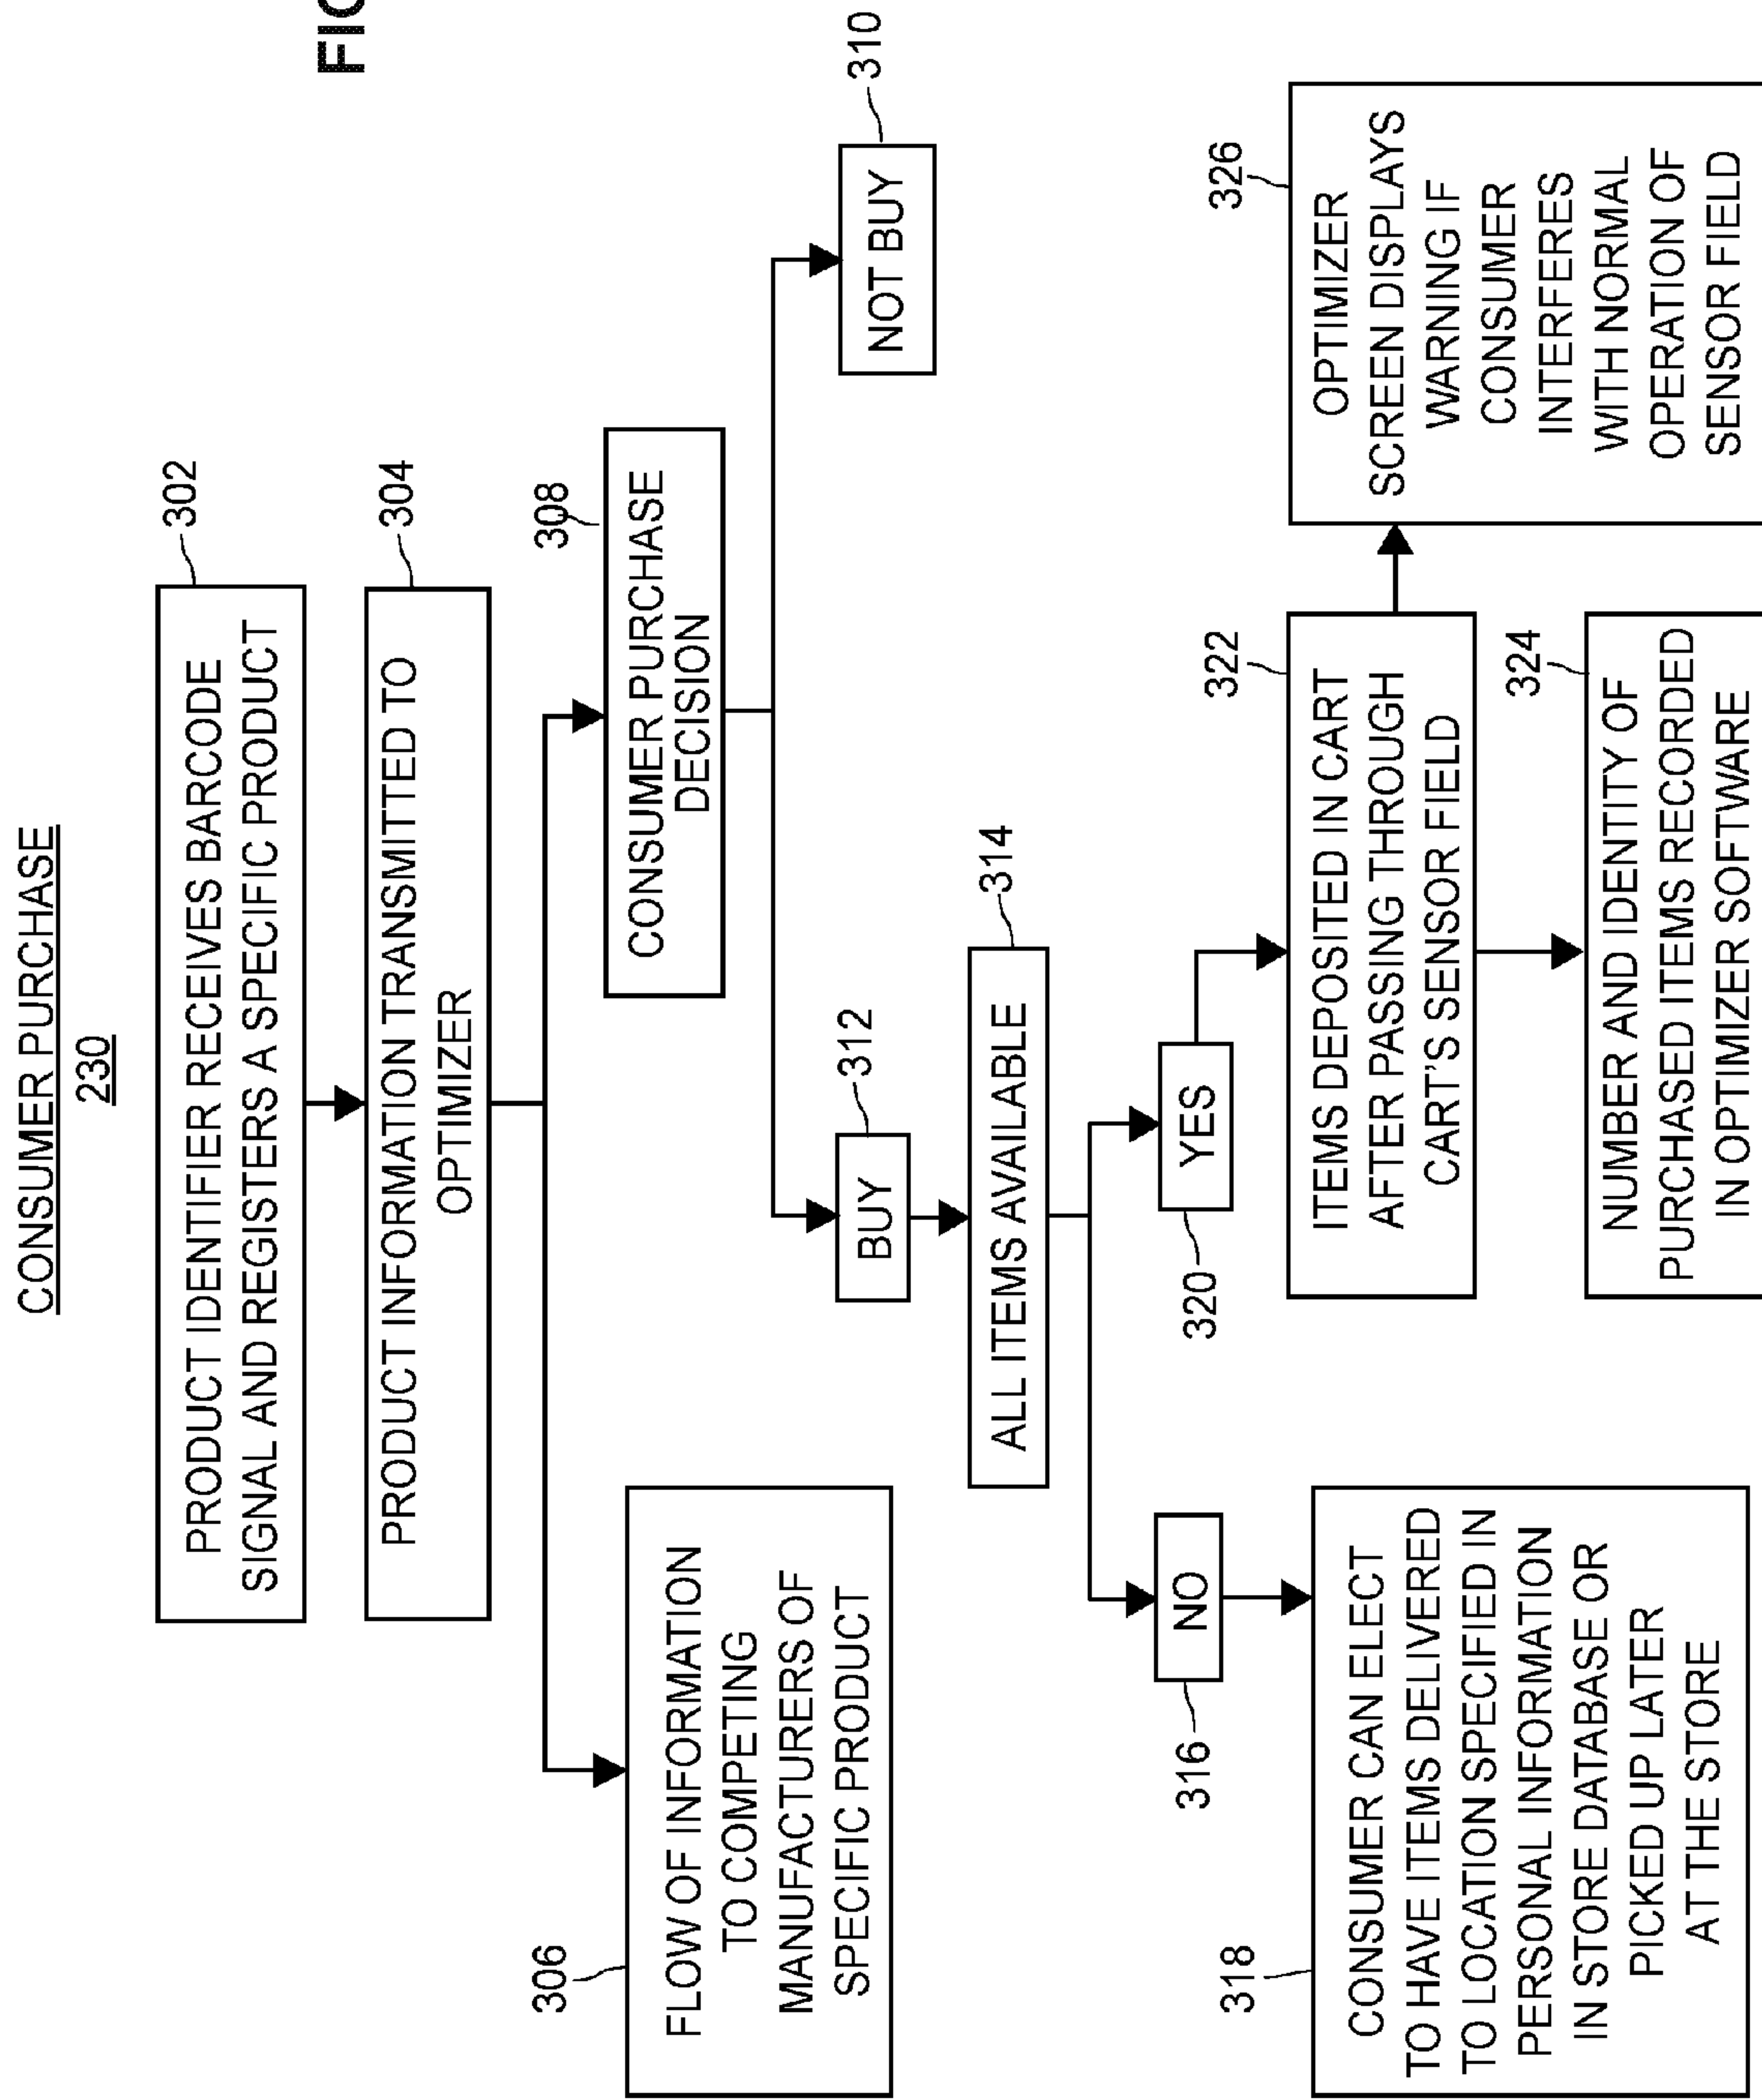 CONSUMER PURCHASE
230
FIG
302
PRODUCT IDENTIFIER RECEIVES BARCODE
SIGNAL AND REGISTERS A SPECIFIC PRODUCT
304
PRODUCT INFORMATION TRANSMITTED TO
OPTIMIZER
306
FLOW OF INFORMATION
TO COMPETING
MANUFACTURERS OF
SPECIFIC PRODUCT
308
CONSUMER PURCHASE
DECISION
310
NOT BUY
312
BUY
314
ALL ITEMS AVAILABLE
316
NO
320
YES
318
CONSUMER CAN ELECT
TO HAVE ITEMS DELIVERED
TO LOCATION SPECIFIED IN
PERSONAL INFORMATION
IN STORE DATABASE OR
PICKED UP LATER
AT THE STORE
322
ITEMS DEPOSITED IN CART
AFTER PASSING THROUGH
CART'S SENSOR FIELD
324
NUMBER AND IDENTITY OF
PURCHASED ITEMS RECORDED
IN OPTIMIZER SOFTWARE
326
OPTIMIZER
SCREEN DISPLAYS
WARNING IF
CONSUMER
INTERFERES
WITH NORMAL
OPERATION OF
SENSOR FIELD